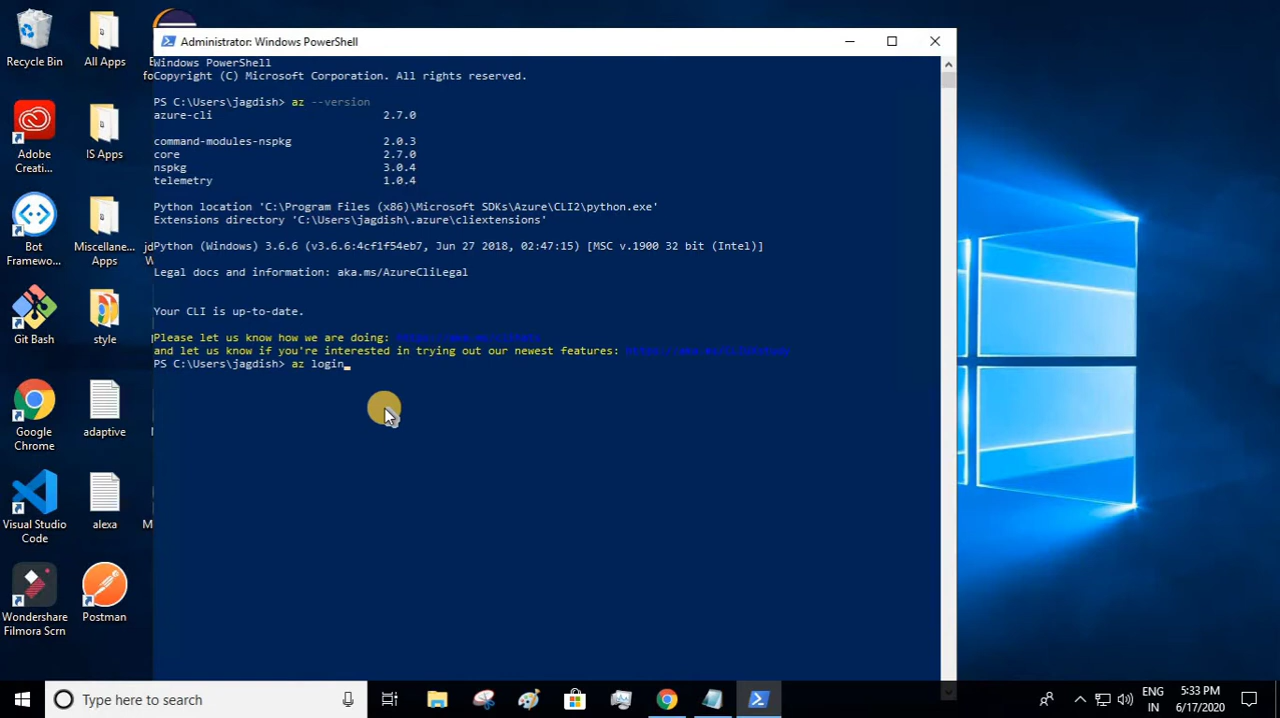 Administrator: Windows PowerShell
Windows PowerShell
Copyright (C) Microsoft Corporation. All rights reserved.
PS C:\Users\jagdish> az --version
azure-cli 2.7.0
command-modules-nspkg 2.0.3
core 2.7.0
nspkg 3.0.4
telemetry 1.0.4
Python location 'C:\Program Files (x86)\Microsoft SDKs\Azure\CLI2\python.exe'
Extensions directory 'C:\Users\jagdish\.azure\cliextensions'
Python (Windows) 3.6.6 (v3.6.6:4cf1f54eb7, Jun 27 2018, 02:47:15) [MSC v.1900 32 bit (Intel)]
Legal docs and information: aka.ms/AzureCliLegal
Your CLI is up-to-date.
Please let us know how we are doing:
and let us know if you're interested in trying out our newest features:
PS C:\Users\jagdish> az login
Recycle Bin
All Apps
Adobe
Creati...
IS Apps
Bot
Framewo...
Miscellane...
Apps
Git Bash
style
Google
Chrome
adaptive
Visual Studio
Code
alexa
Wondershare
Filmora Scrn
Postman
Type here to search
ENG
IN
5:33 PM
6/17/2020